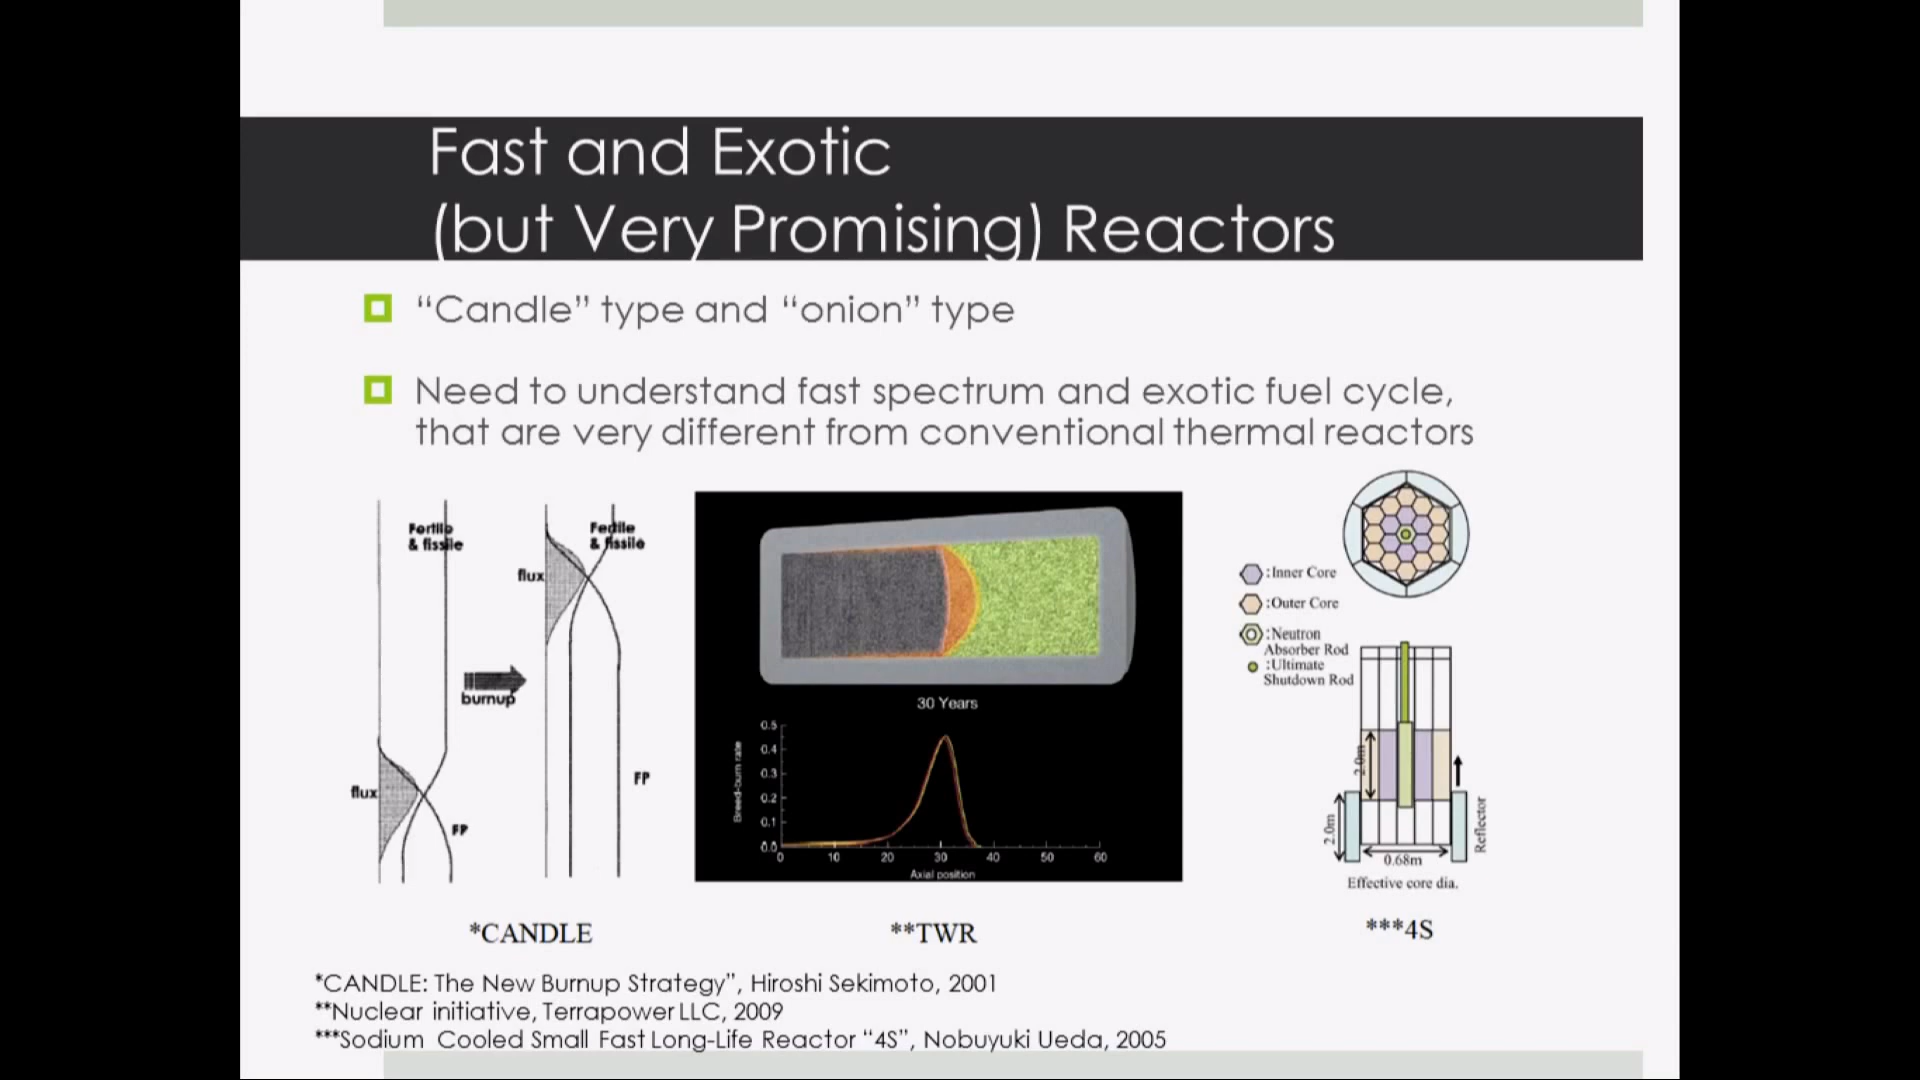 Fast and Exotic
(but Very Promising) Reactors
“Candle” type and “onion” type
Need to understand fast spectrum and exotic fuel cycle,
that are very different from conventional thermal reactors
Fertile
& fissile
flux
FP
burnup
Fertile
& fissile
flux
FP
30 Years
Breed-burn rate
0.5
0.4
0.3
0.2
0.1
0.0
0 10 20 30 40 50 60
Axial position
:Inner Core
:Outer Core
:Neutron
Absorber Rod
:Ultimate
Shutdown Rod
2.0m
2.0m
0.68m
Reflector
Effective core dia.
*CANDLE
**TWR
***4S
*CANDLE: The New Burnup Strategy”, Hiroshi Sekimoto, 2001
**Nuclear initiative, Terrapower LLC, 2009
***Sodium Cooled Small Fast Long-Life Reactor “4S”, Nobuyuki Ueda, 2005